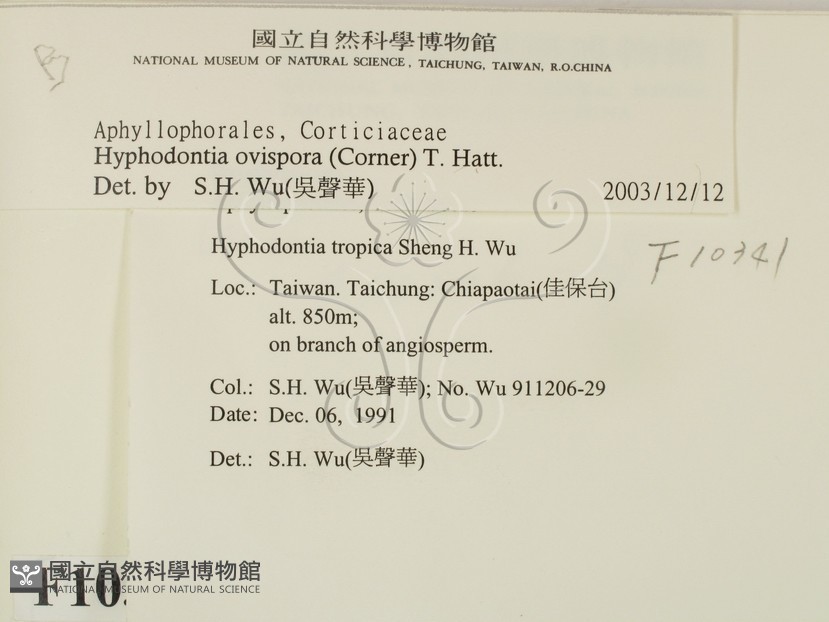 國立自然科學博物館
NATIONAL MUSEUM OF NATURAL SCIENCE, TAICHUNG, TAIWAN, R.O.CHINA
Aphyllophorales, Corticiaceae
Hyphodontia ovispora (Corner) T. Hatt.
Det. by S.H. Wu(吳聲華) 2003/12/12
Hyphodontia tropica Sheng H. Wu
F10341
Loc.: Taiwan. Taichung: Chiapaotai(佳保台)
alt. 850m;
on branch of angiosperm.
Col.: S.H. Wu(吳聲華); No. Wu 911206-29
Date: Dec. 06, 1991
Det.: S.H. Wu(吳聲華)
國立自然科學博物館
NATIONAL MUSEUM OF NATURAL SCIENCE
F10